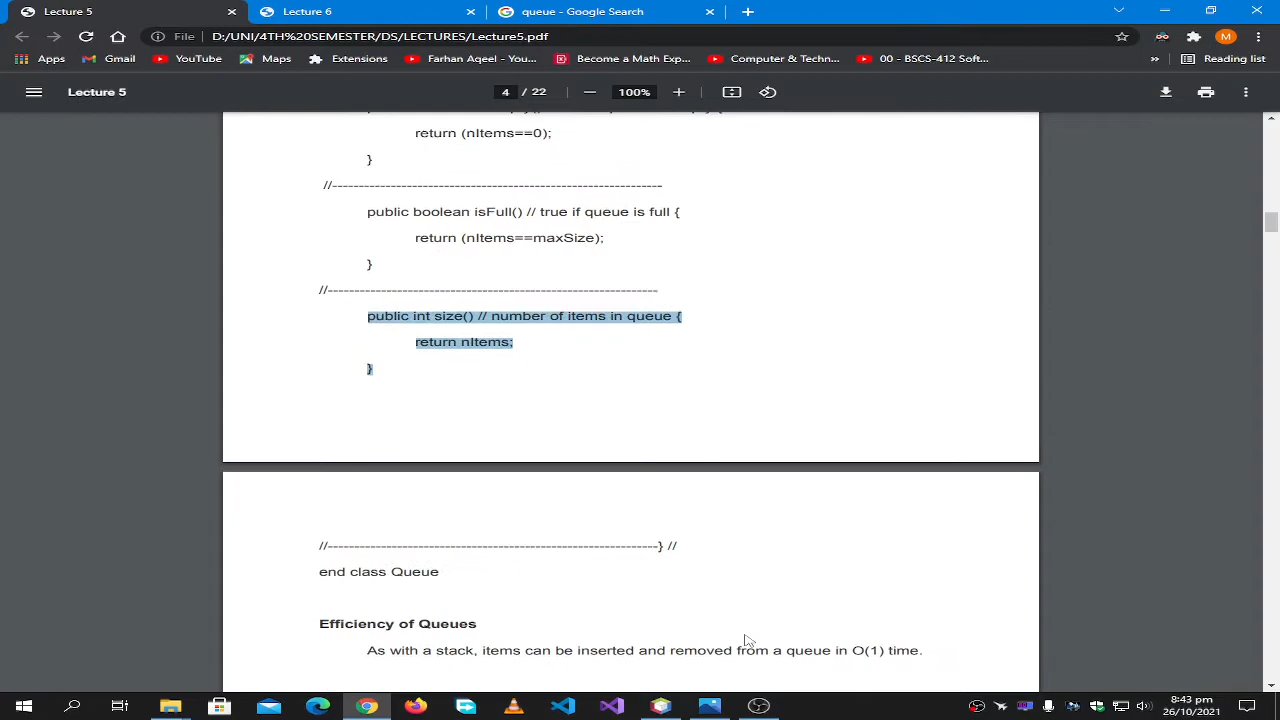 Lecture 5
Lecture 6
queue - Google Search
File
D:/UNI/4TH%20SEMESTER/DS/LECTURES/Lecture5.pdf
M
Apps
Gmail
YouTube
Maps
Extensions
Farhan Aqeel - You...
Become a Math Exp...
Computer & Techn...
00 - BSCS-412 Soft...
»
Reading list
Lecture 5
4 / 22
100%
return (nItems==0);
}
//--------------------------------------------------------------
public boolean isFull() // true if queue is full {
return (nItems==maxSize);
}
//--------------------------------------------------------------
public int size() // number of items in queue {
return nItems;
}
//--------------------------------------------------------------} //
end class Queue
Efficiency of Queues
As with a stack, items can be inserted and removed from a queue in O(1) time.
8:43 pm
26/10/2021